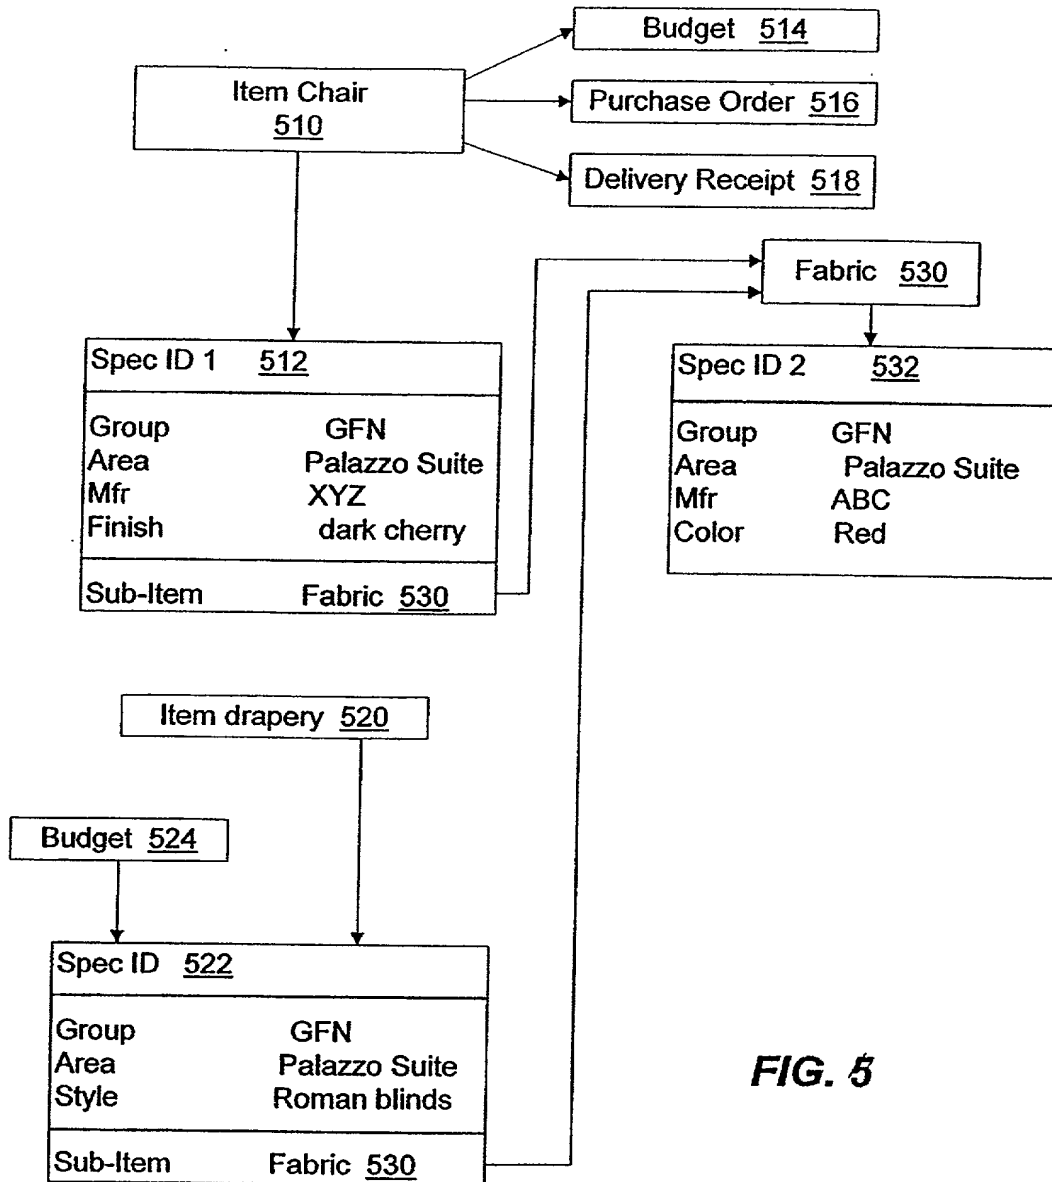 Budget 514
Item Chair
510
Purchase Order 516
Delivery Receipt 518
Fabric 530
Spec ID 1 512
Group GFN
Area Palazzo Suite
Mfr XYZ
Finish dark cherry
Sub-Item Fabric 530
Spec ID 2 532
Group GFN
Area Palazzo Suite
Mfr ABC
Color Red
Item drapery 520
Budget 524
Spec ID 522
Group GFN
Area Palazzo Suite
Style Roman blinds
Sub-Item Fabric 530
FIG. 5